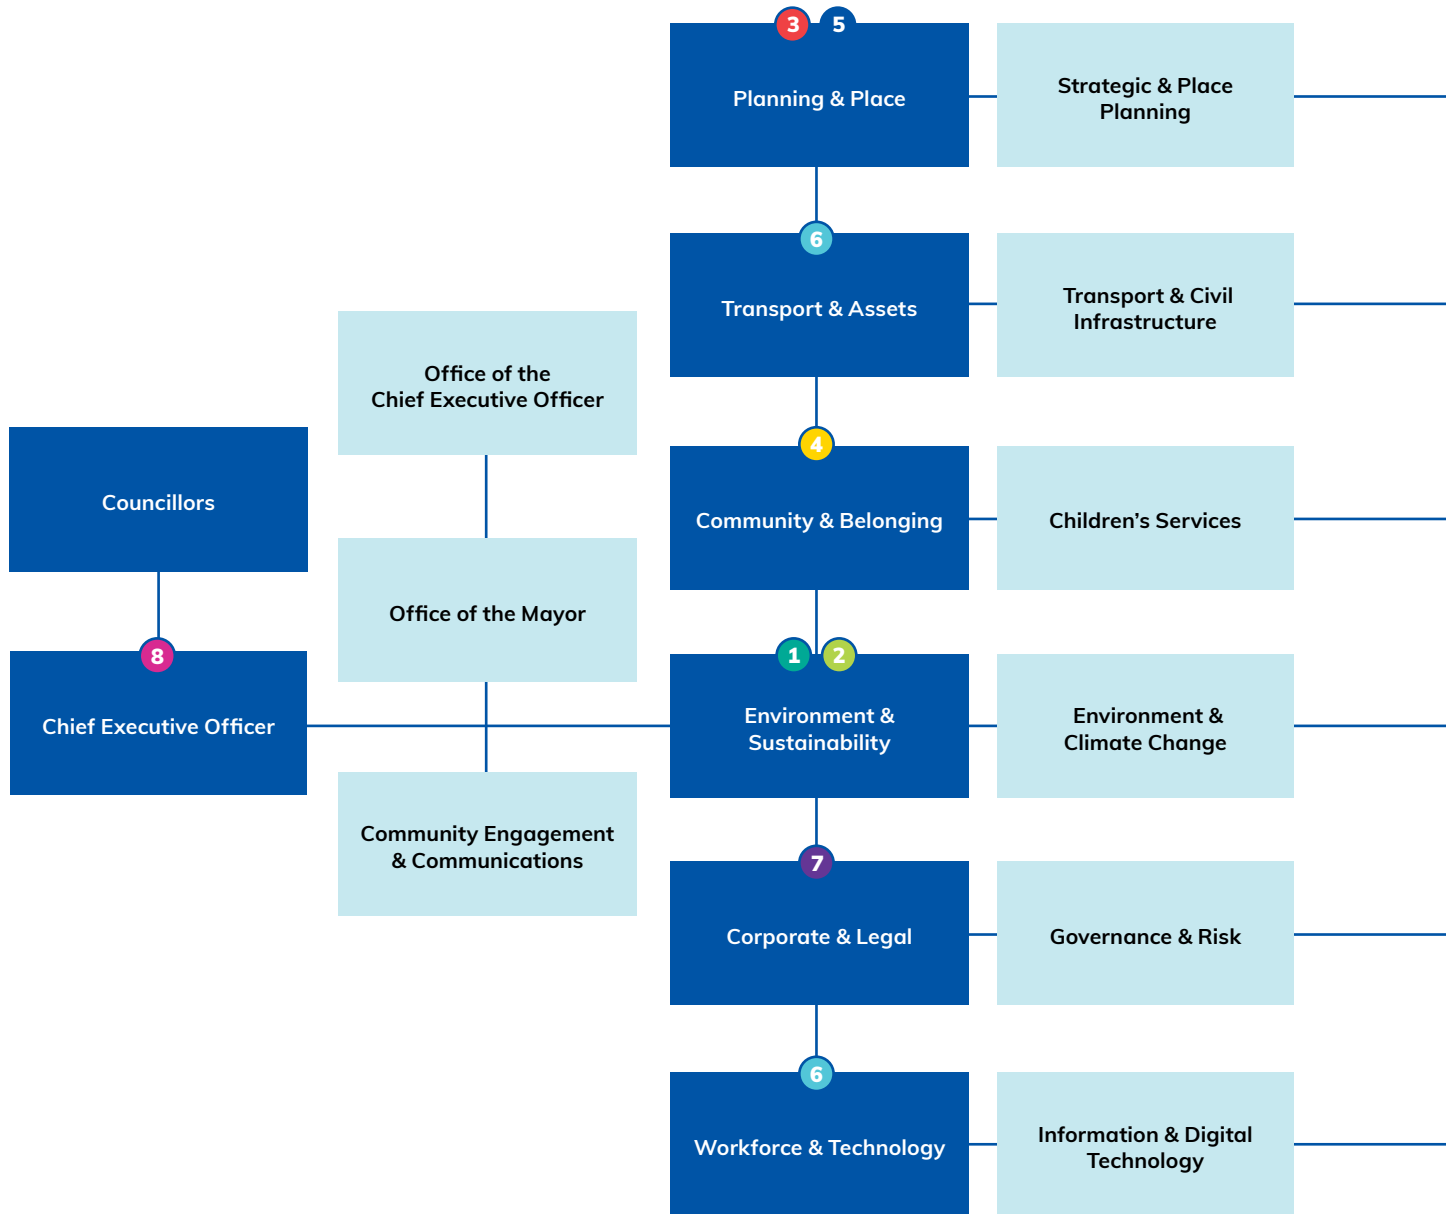 3 5
Planning & Place
Strategic & Place
Planning
6
Transport & Assets
Transport & Civil
Infrastructure
Office of the
Chief Executive Officer
4
Community & Belonging
Children’s Services
Councillors
Office of the Mayor
8
Chief Executive Officer
1 2
Environment &
Sustainability
Environment &
Climate Change
Community Engagement
& Communications
7
Corporate & Legal
Governance & Risk
6
Workforce & Technology
Information & Digital
Technology